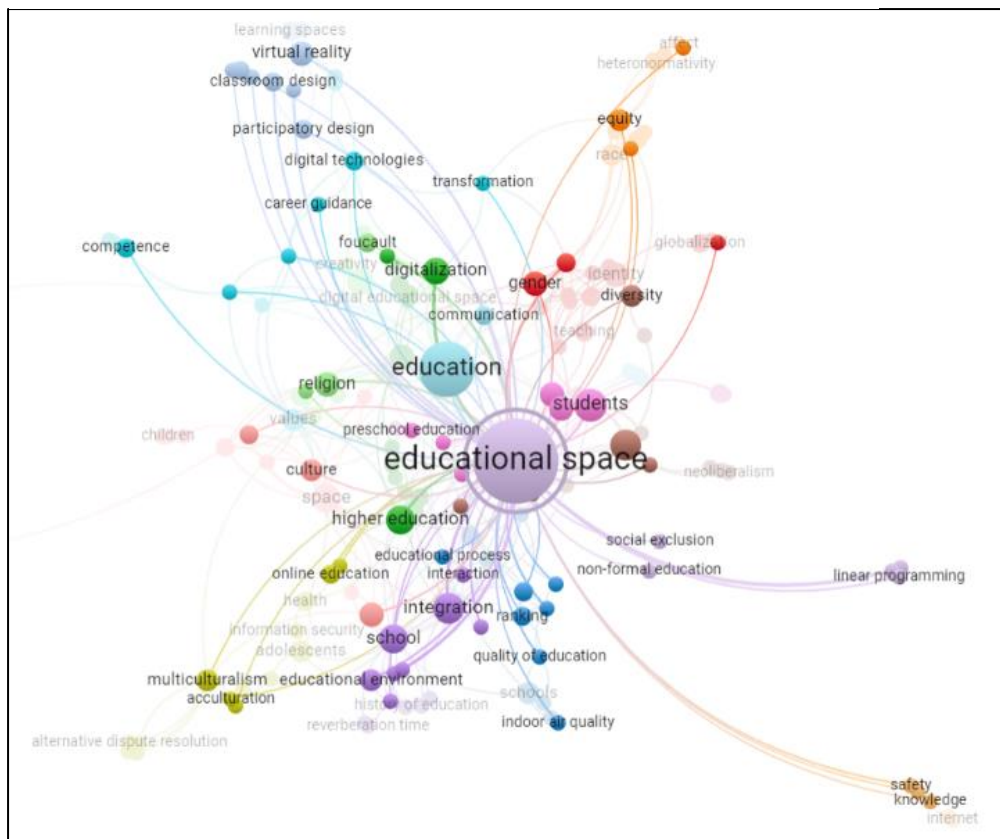 learning spaces
virtual reality
classroom design
participatory design
digital technologies
career guidance
competence
foucault
creativity
digitalization
digital educational space
communication
transformation
affect
heteronormativity
equity
race
globalization
gender
identity
diversity
teaching
education
religion
students
values
preschool education
children
educational space
culture
neoliberalism
space
higher education
social exclusion
educational process
non-formal education
linear programming
online education
interaction
health
integration
ranking
information security
school
adolescents
quality of education
multiculturalism
educational environment
acculturation
schools
history of education
reverberation time
indoor air quality
alternative dispute resolution
safety
knowledge
internet